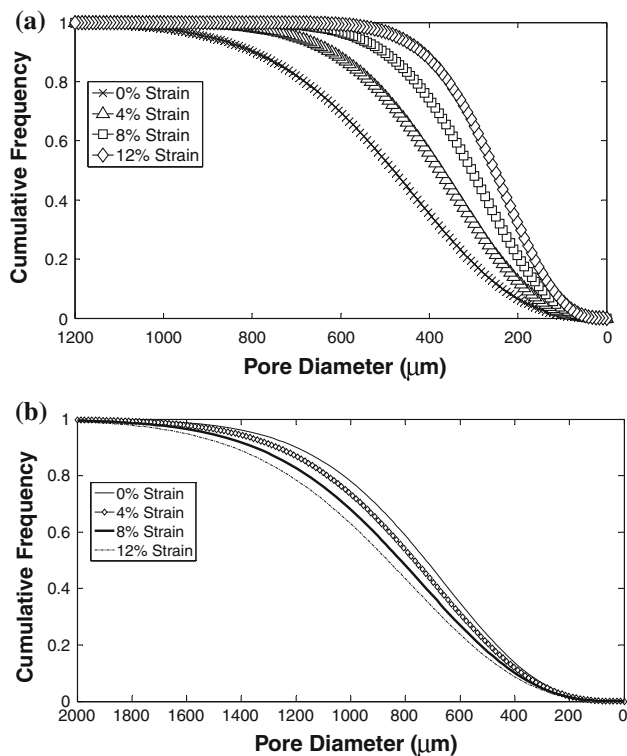 (a)
1
0.8
0.6
0.4
0.2
0
Cumulative Frequency
0% Strain
4% Strain
8% Strain
12% Strain
1200 1000 800 600 400 200 0
Pore Diameter (μm)
(b)
1
0.8
0.6
0.4
0.2
0
Cumulative Frequency
0% Strain
4% Strain
8% Strain
12% Strain
2000 1800 1600 1400 1200 1000 800 600 400 200 0
Pore Diameter (μm)